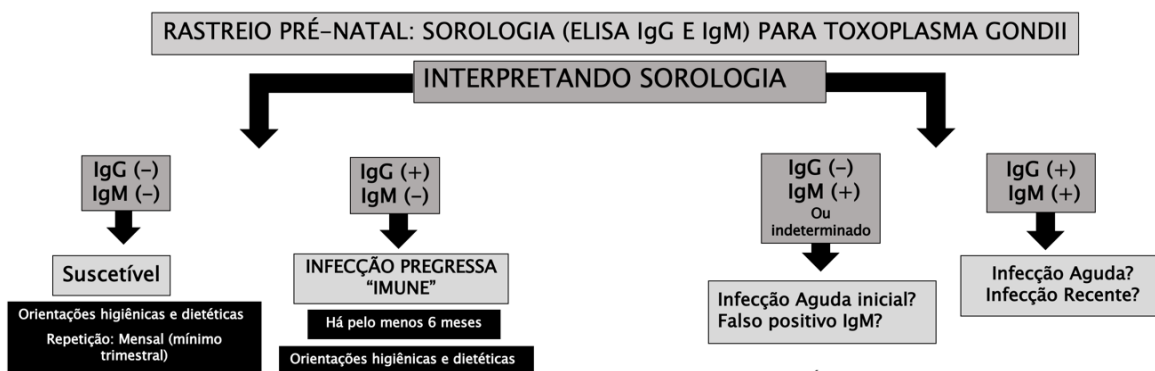 RASTREIO PRÉ-NATAL: SOROLOGIA (ELISA IgG E IgM) PARA TOXOPLASMA GONDII
INTERPRETANDO SOROLOGIA
IgG (-)
IgM (-)
Suscetível
Orientações higiênicas e dietéticas
Repetição: Mensal (mínimo
trimestral)
IgG (+)
IgM (-)
INFECÇÃO PREGRESSA
“IMUNE”
Há pelo menos 6 meses
Orientações higiênicas e dietéticas
IgG (-)
IgM (+)
Ou
indeterminado
Infecção Aguda inicial?
Falso positivo IgM?
IgG (+)
IgM (+)
Infecção Aguda?
Infecção Recente?